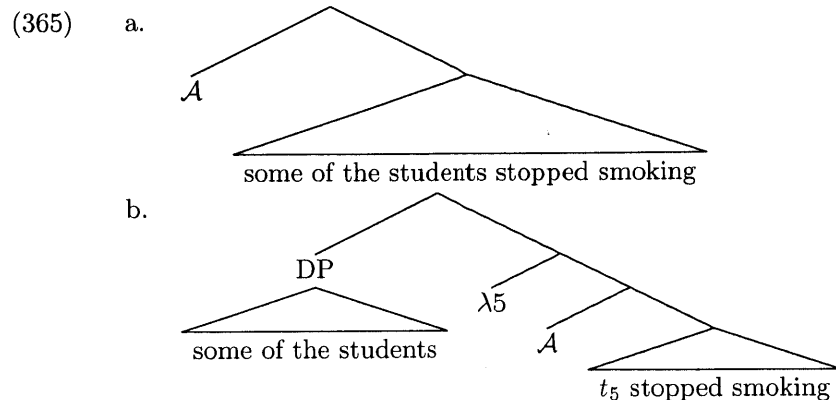 (365) a.
𝒜
some of the students stopped smoking
b.
DP
λ5
𝒜
some of the students
t₅ stopped smoking